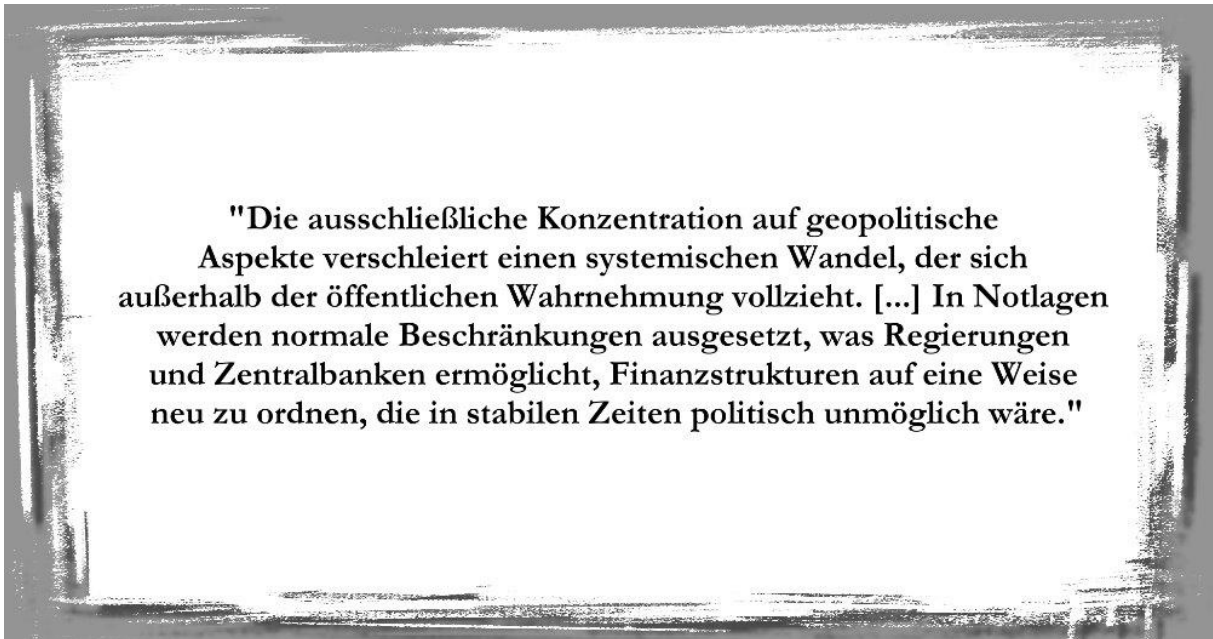 "Die ausschließliche Konzentration auf geopolitische
Aspekte verschleiert einen systemischen Wandel, der sich
außerhalb der öffentlichen Wahrnehmung vollzieht. [...] In Notlagen
werden normale Beschränkungen ausgesetzt, was Regierungen
und Zentralbanken ermöglicht, Finanzstrukturen auf eine Weise
neu zu ordnen, die in stabilen Zeiten politisch unmöglich wäre."